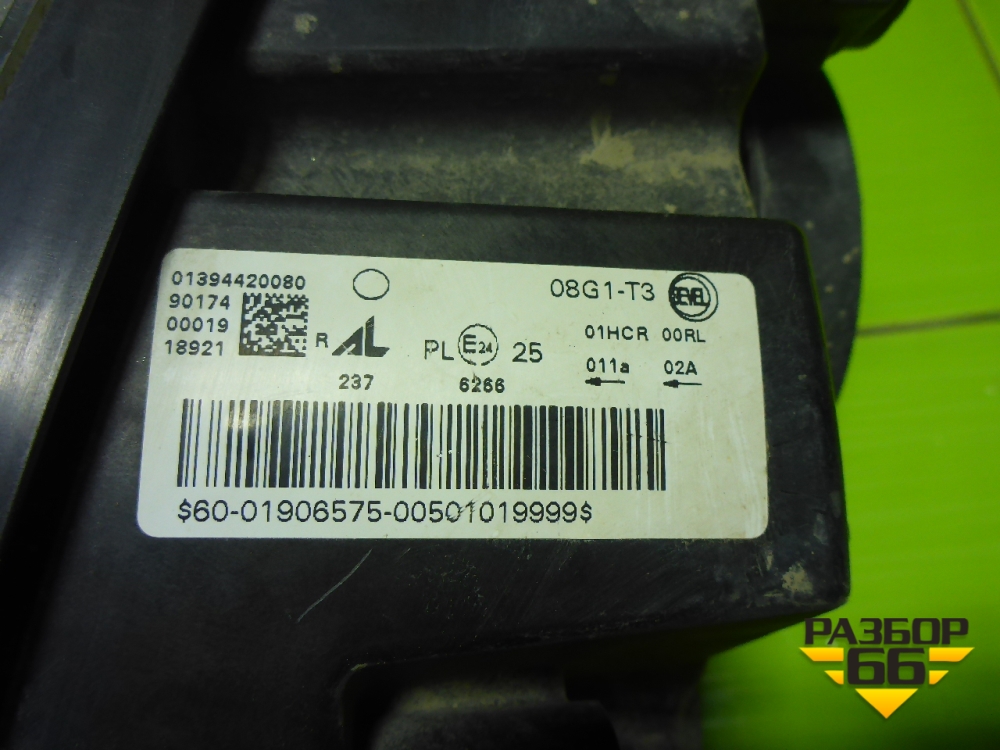 01394420080
90174
00019
18921
R AL
237
PL E24 25
6266
08G1-T3
01HCR 00RL
011a 02A
$60-01906575-00501019999$
РАЗБОР
66